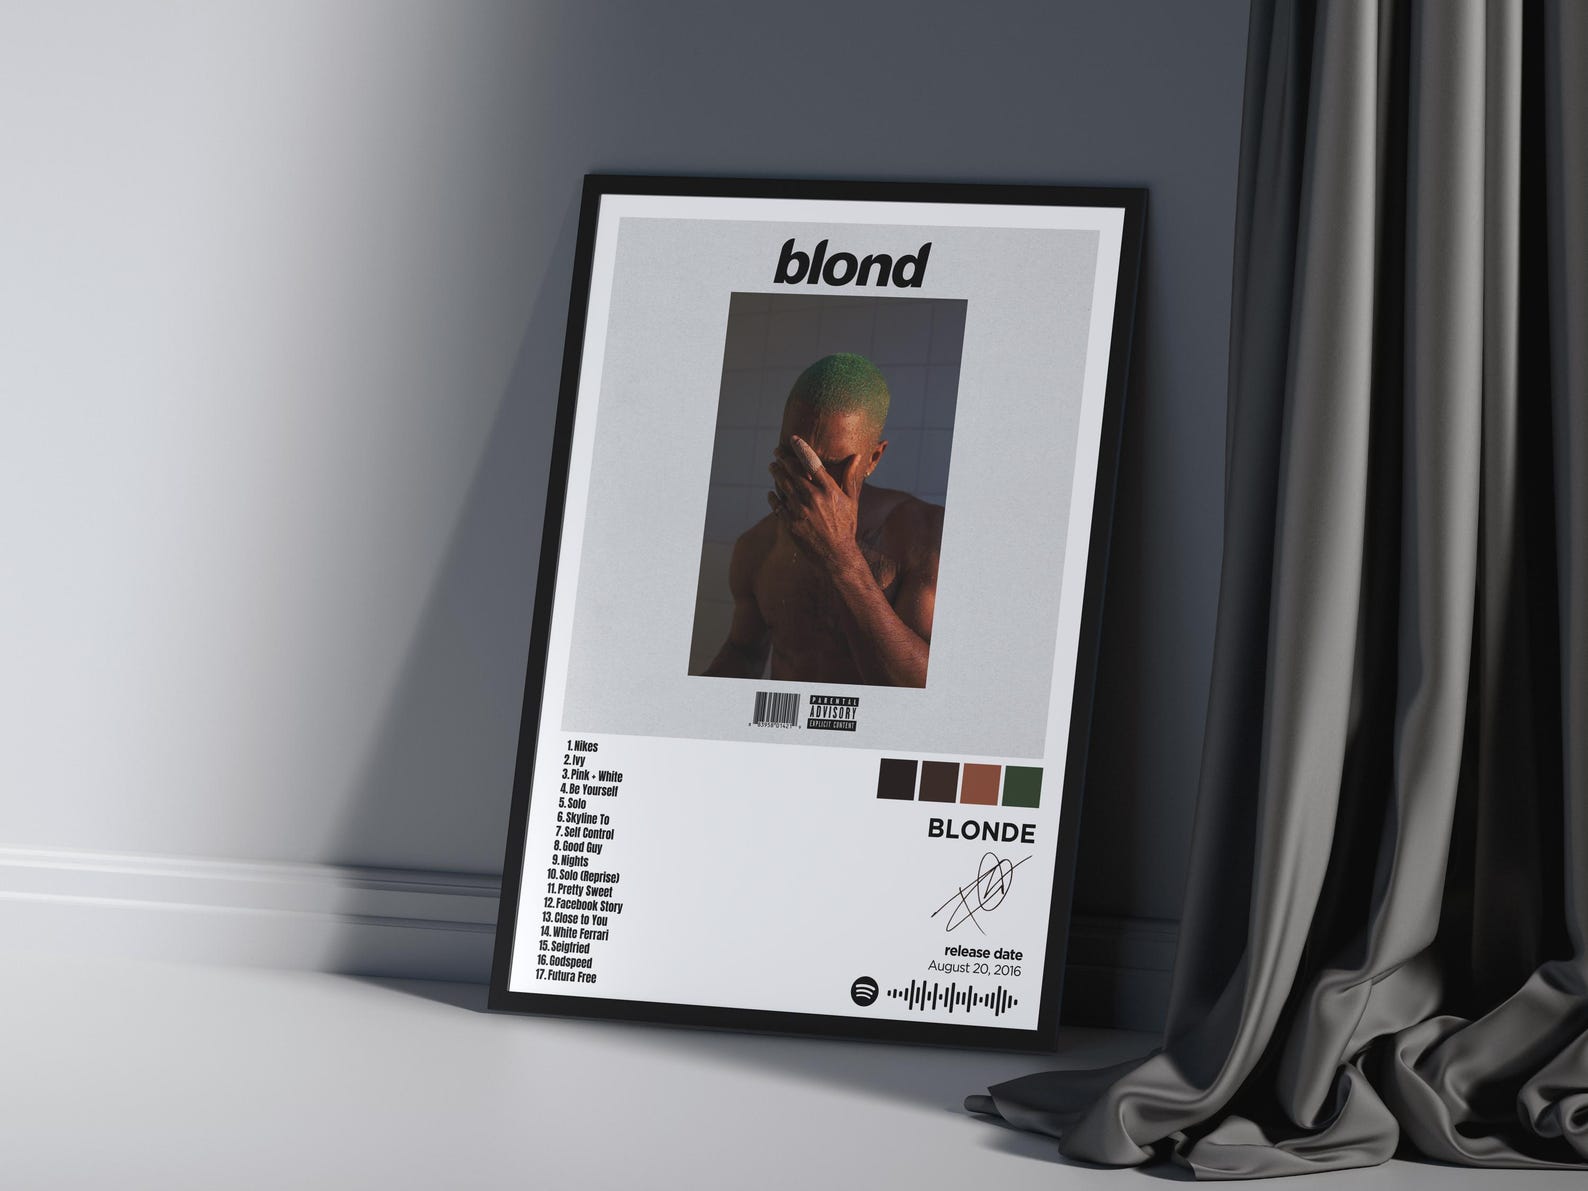 blond
PARENTAL
ADVISORY
EXPLICIT CONTENT
1. Nikes
2. Ivy
3. Pink + White
4. Be Yourself
5. Solo
6. Skyline To
7. Self Control
8. Good Guy
9. Nights
10. Solo (Reprise)
11. Pretty Sweet
12. Facebook Story
13. Close to You
14. White Ferrari
15. Seigfried
16. Godspeed
17. Futura Free
BLONDE
release date
August 20, 2016